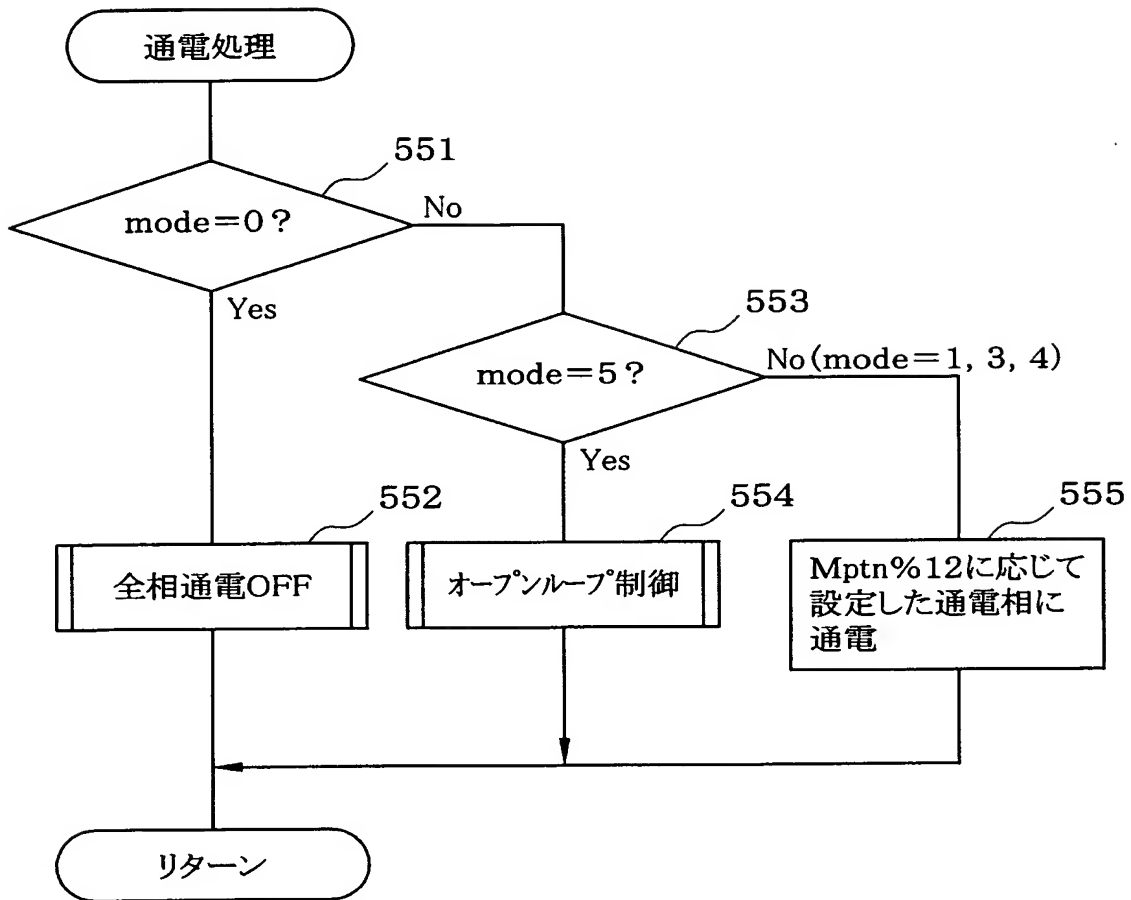 通電処理
551
mode=0?
No
Yes
553
mode=5?
No(mode=1, 3, 4)
Yes
552
全相通電OFF
554
オープンループ制御
555
Mptn%12に応じて
設定した通電相に
通電
リターン